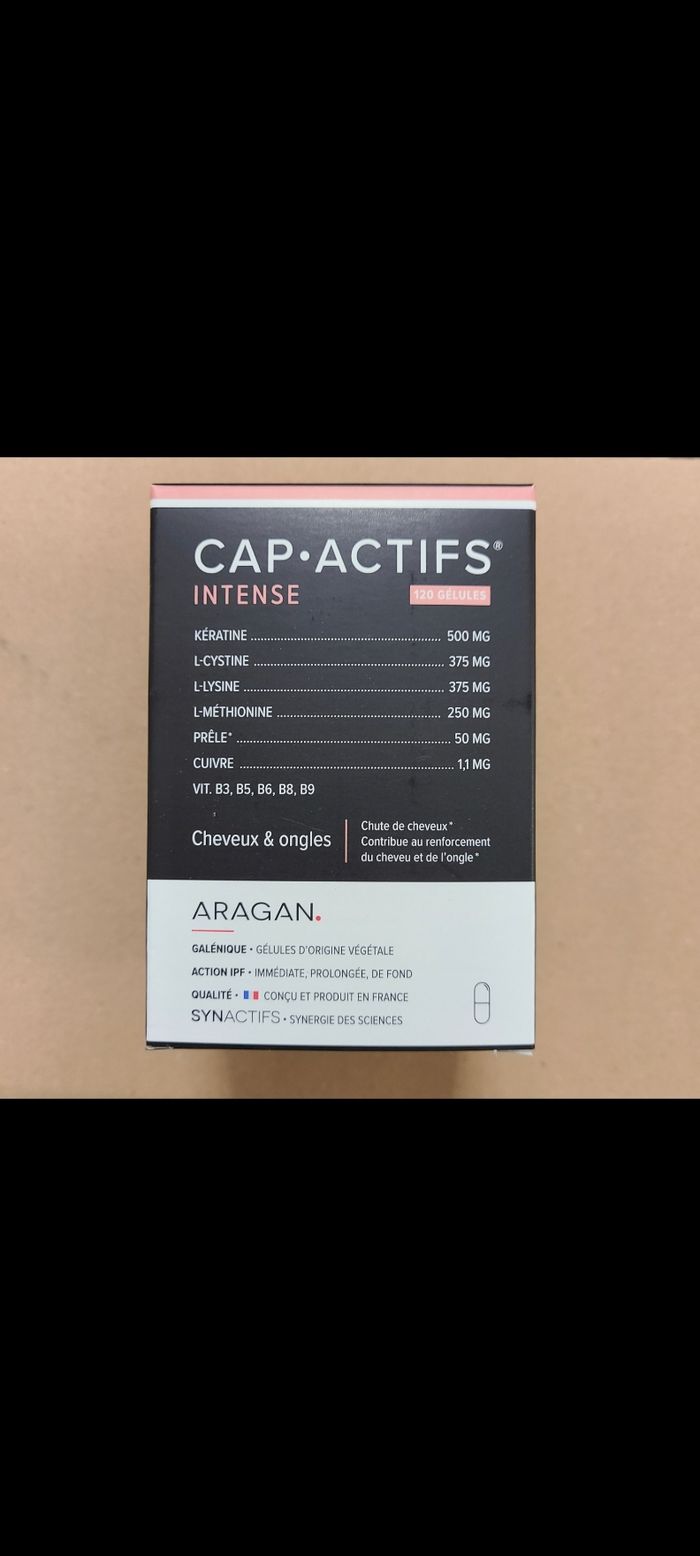 CAP·ACTIFS®
INTENSE
120 GÉLULES
KÉRATINE ........................................................ 500 MG
L-CYSTINE ........................................................ 375 MG
L-LYSINE ........................................................ 375 MG
L-MÉTHIONINE ........................................................ 250 MG
PRÊLE* ........................................................ 50 MG
CUIVRE ........................................................ 1,1 MG
VIT. B3, B5, B6, B8, B9
Cheveux & ongles
Chute de cheveux*
Contribue au renforcement
du cheveu et de l'ongle*
ARAGAN.
GALÉNIQUE • GÉLULES D'ORIGINE VÉGÉTALE
ACTION IPF • IMMÉDIATE, PROLONGÉE, DE FOND
QUALITÉ • CONÇU ET PRODUIT EN FRANCE
SYNACTIFS • SYNERGIE DES SCIENCES